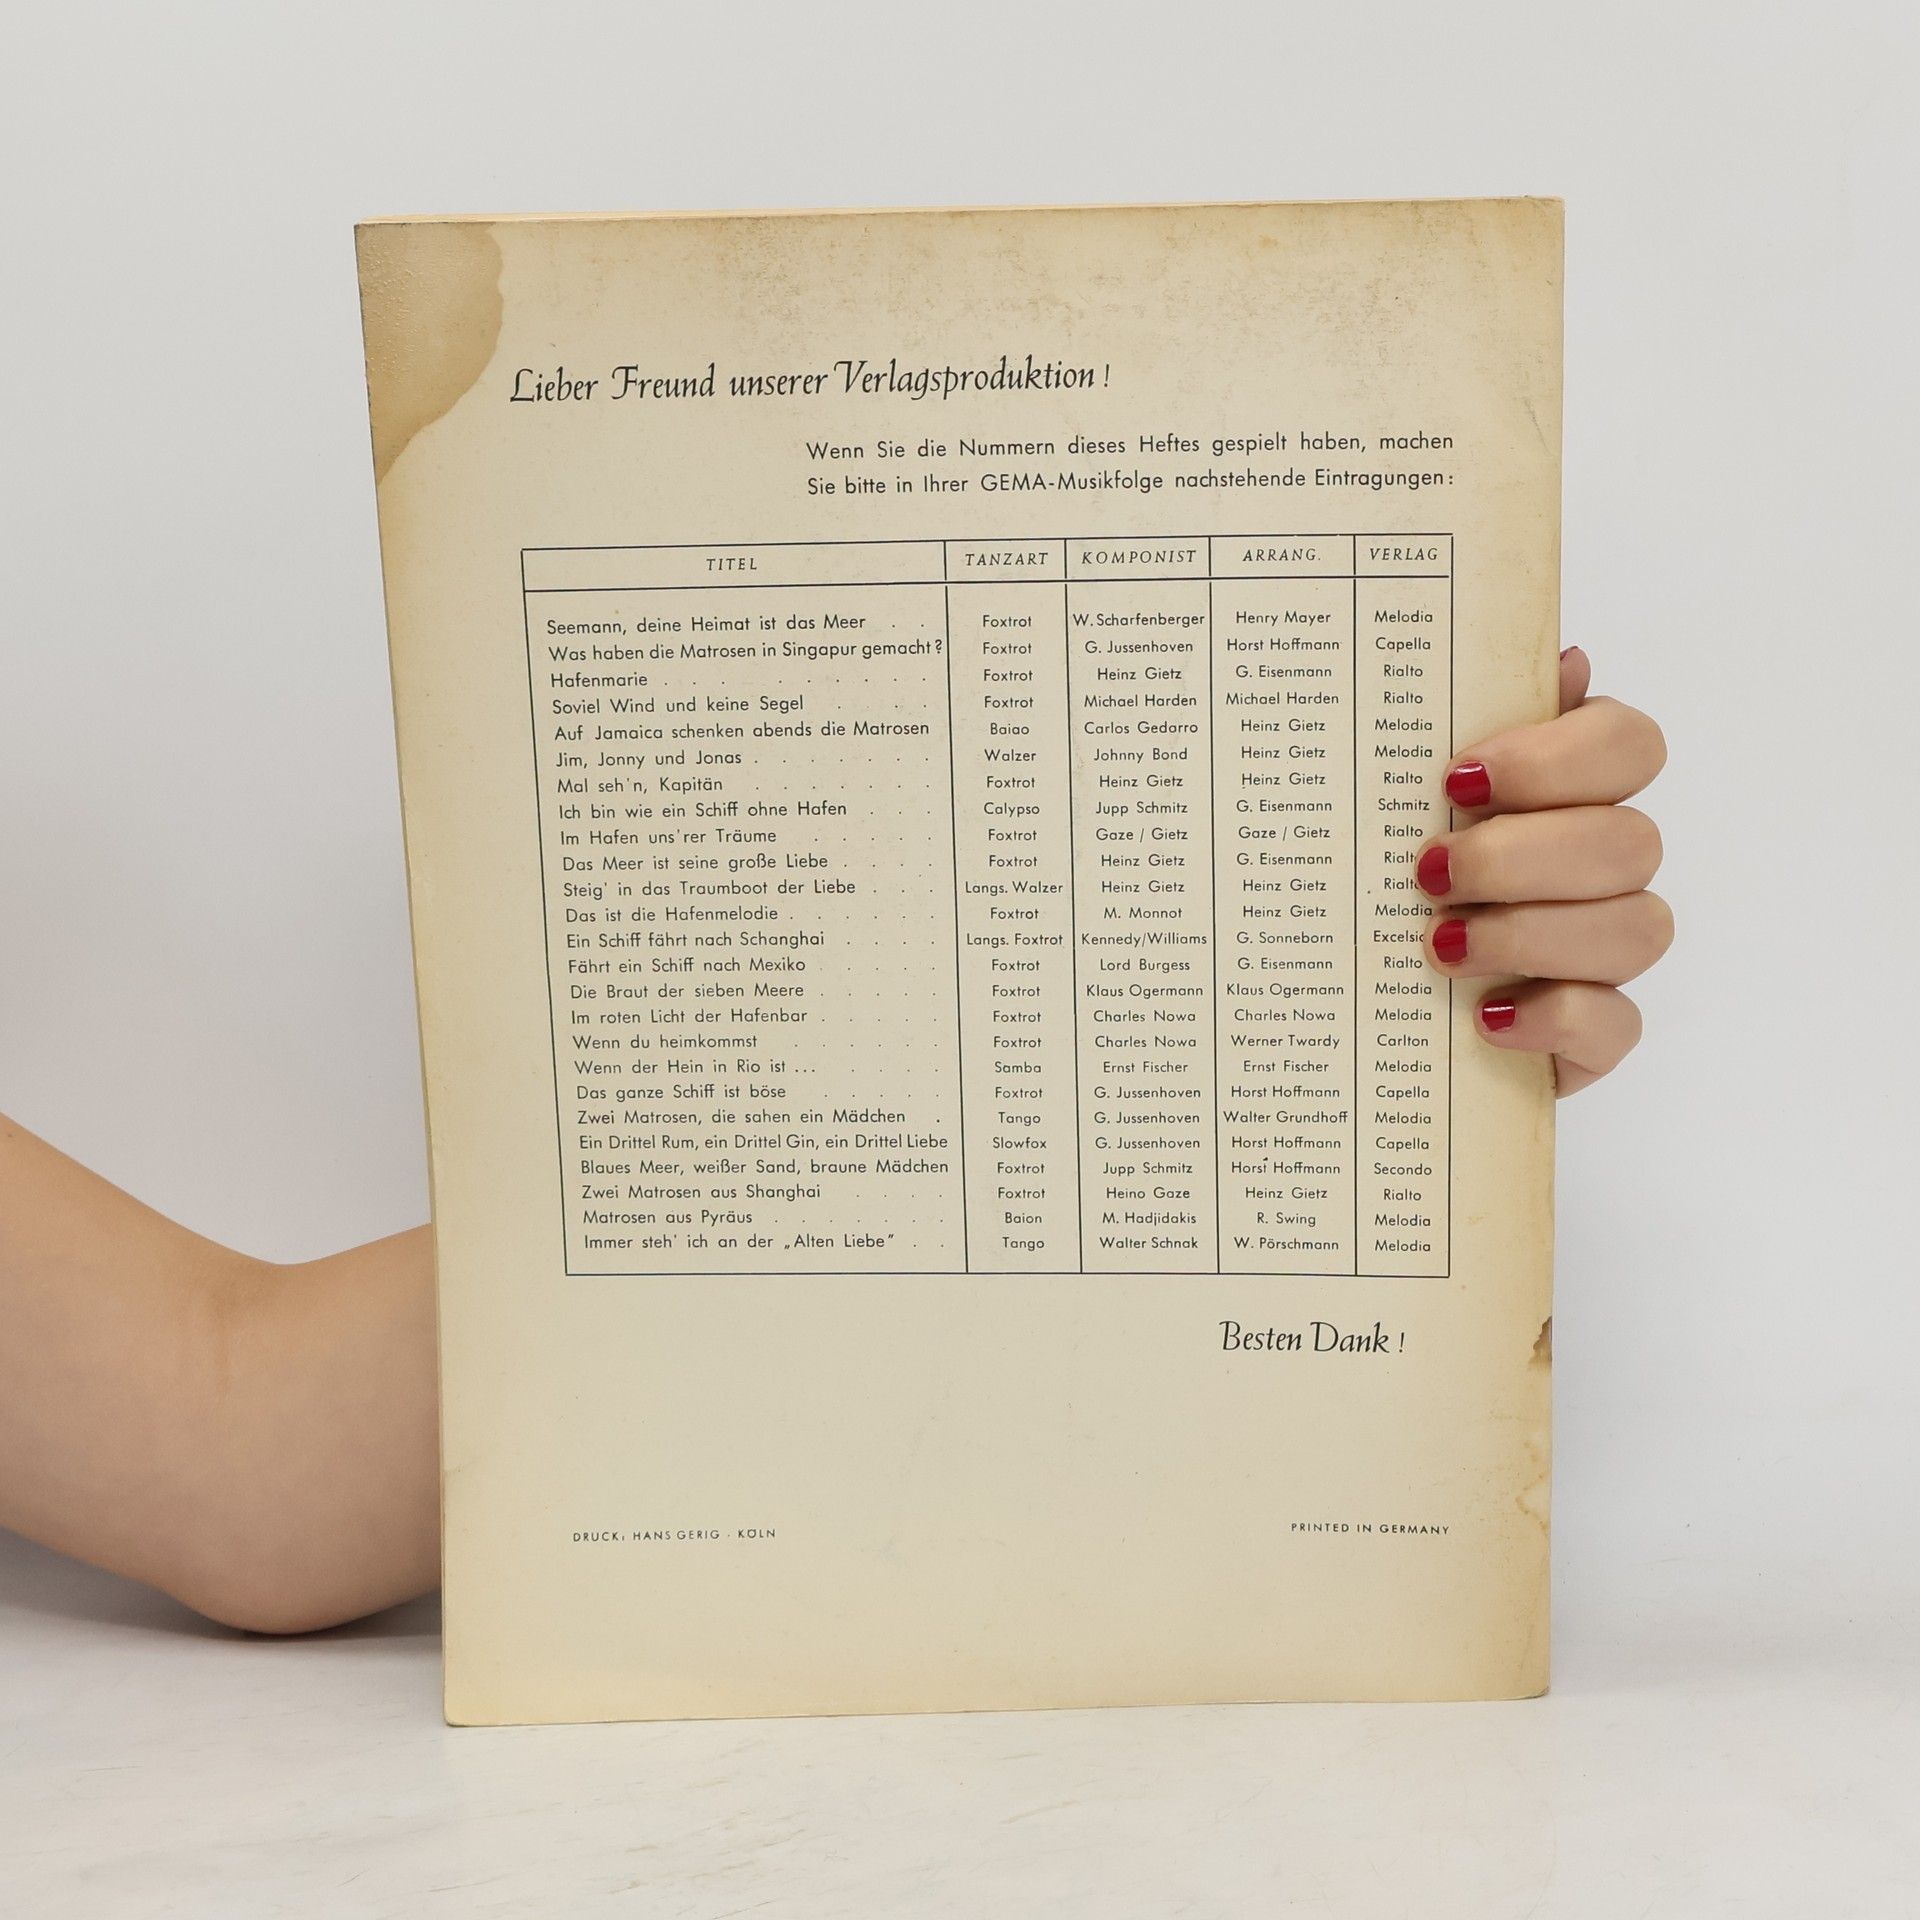 Lieber Freund unserer Verlagsproduktion!
Wenn Sie die Nummern dieses Heftes gespielt haben, machen
Sie bitte in Ihrer GEMA-Musikfolge nachstehende Eintragungen:
TITEL TANZART KOMPONIST ARRANG. VERLAG
Seemann, deine Heimat ist das Meer . . Foxtrot W. Scharfenberger Henry Mayer Melodia
Was haben die Matrosen in Singapur gemacht? Foxtrot G. Jussenhoven Horst Hoffmann Capella
Hafenmarie . . . . . . . . . Foxtrot Heinz Gietz G. Eisenmann Rialto
Soviel Wind und keine Segel . . . Foxtrot Michael Harden Michael Harden Rialto
Auf Jamaica schenken abends die Matrosen Baiao Carlos Gedarro Heinz Gietz Melodia
Jim, Jonny und Jonas . . . . . . . Walzer Johnny Bond Heinz Gietz Melodia
Mal seh'n, Kapitän . . . . . . . Foxtrot Heinz Gietz Heinz Gietz Rialto
Ich bin wie ein Schiff ohne Hafen . . . Calypso Jupp Schmitz G. Eisenmann Schmitz
Im Hafen uns'rer Träume . . . . . Foxtrot Gaze / Gietz Gaze / Gietz Rialto
Das Meer ist seine große Liebe . . . . Foxtrot Heinz Gietz G. Eisenmann Rialt
Steig' in das Traumboot der Liebe . . . Langs. Walzer Heinz Gietz Heinz Gietz Rialto
Das ist die Hafenmelodie . . . . . . Foxtrot M. Monnot Heinz Gietz Melodia
Ein Schiff fährt nach Schanghai . . . . Langs. Foxtrot Kennedy/Williams G. Sonneborn Excelsio
Fährt ein Schiff nach Mexiko . . . . . Foxtrot Lord Burgess G. Eisenmann Rialto
Die Braut der sieben Meere . . . . . Foxtrot Klaus Ogermann Klaus Ogermann Melodia
Im roten Licht der Hafenbar . . . . . Foxtrot Charles Nowa Charles Nowa Melodia
Wenn du heimkommst . . . . . . Foxtrot Charles Nowa Werner Twardy Carlton
Wenn der Hein in Rio ist ... . . . . Samba Ernst Fischer Ernst Fischer Melodia
Das ganze Schiff ist böse . . . . . Foxtrot G. Jussenhoven Horst Hoffmann Capella
Zwei Matrosen, die sahen ein Mädchen . Tango G. Jussenhoven Walter Grundhoff Melodia
Ein Drittel Rum, ein Drittel Gin, ein Drittel Liebe Slowfox G. Jussenhoven Horst Hoffmann Capella
Blaues Meer, weißer Sand, braune Mädchen Foxtrot Jupp Schmitz Horst Hoffmann Secondo
Zwei Matrosen aus Shanghai . . . . Foxtrot Heino Gaze Heinz Gietz Rialto
Matrosen aus Pyräus . . . . . . . Baion M. Hadjidakis R. Swing Melodia
Immer steh' ich an der „Alten Liebe" . . Tango Walter Schnak W. Pörschmann Melodia
Besten Dank!
DRUCK: HANS GERIG · KÖLN PRINTED IN GERMANY